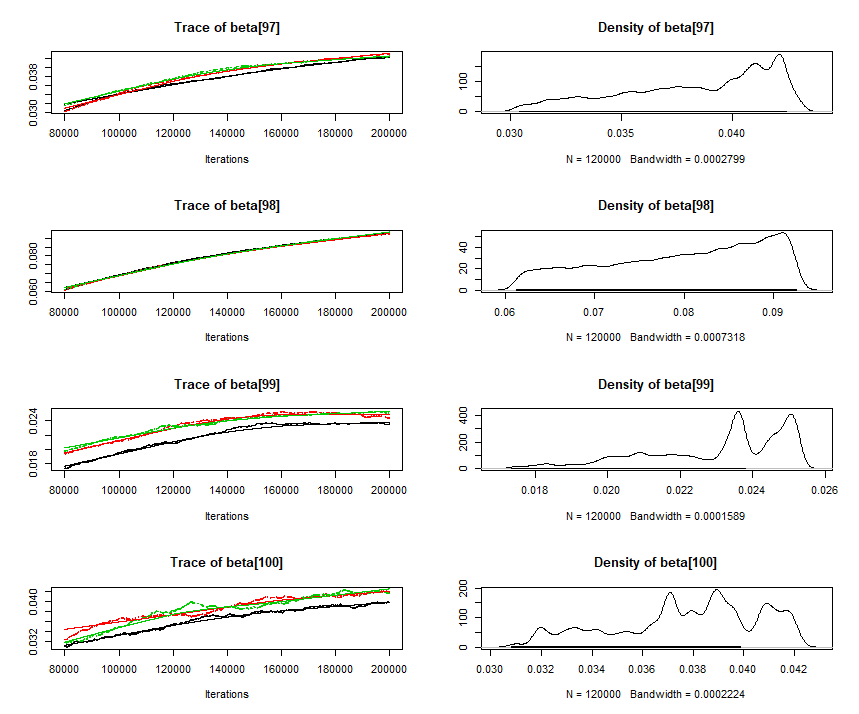 Trace of beta[97]
0.030 0.038
80000 100000 120000 140000 160000 180000 200000
Iterations
Density of beta[97]
0 100
0.030 0.035 0.040
N = 120000 Bandwidth = 0.0002799
Trace of beta[98]
0.060 0.080
80000 100000 120000 140000 160000 180000 200000
Iterations
Density of beta[98]
0 20 40
0.06 0.07 0.08 0.09
N = 120000 Bandwidth = 0.0007318
Trace of beta[99]
0.018 0.024
80000 100000 120000 140000 160000 180000 200000
Iterations
Density of beta[99]
0 200 400
0.018 0.020 0.022 0.024 0.026
N = 120000 Bandwidth = 0.0001589
Trace of beta[100]
0.032 0.040
80000 100000 120000 140000 160000 180000 200000
Iterations
Density of beta[100]
0 100 200
0.030 0.032 0.034 0.036 0.038 0.040 0.042
N = 120000 Bandwidth = 0.0002224